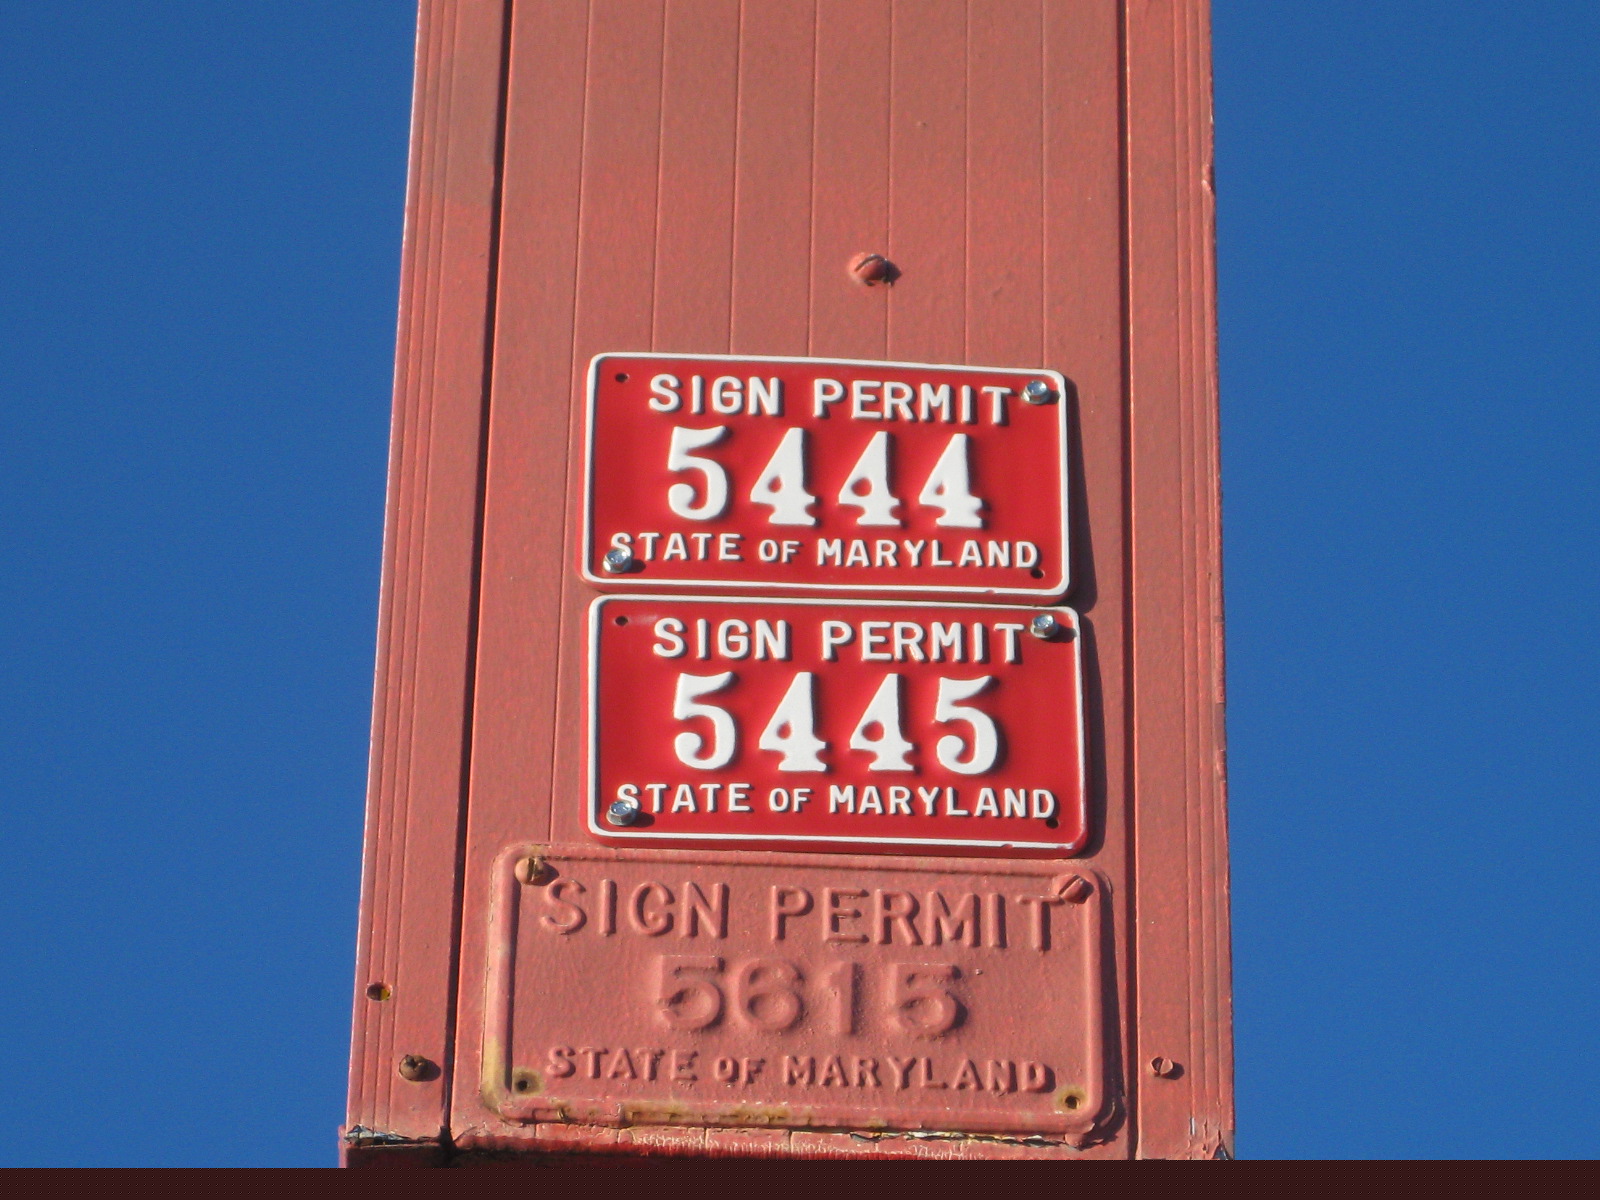 SIGN PERMIT
5444
STATE OF MARYLAND
SIGN PERMIT
5445
STATE OF MARYLAND
SIGN PERMIT
5615
STATE OF MARYLAND